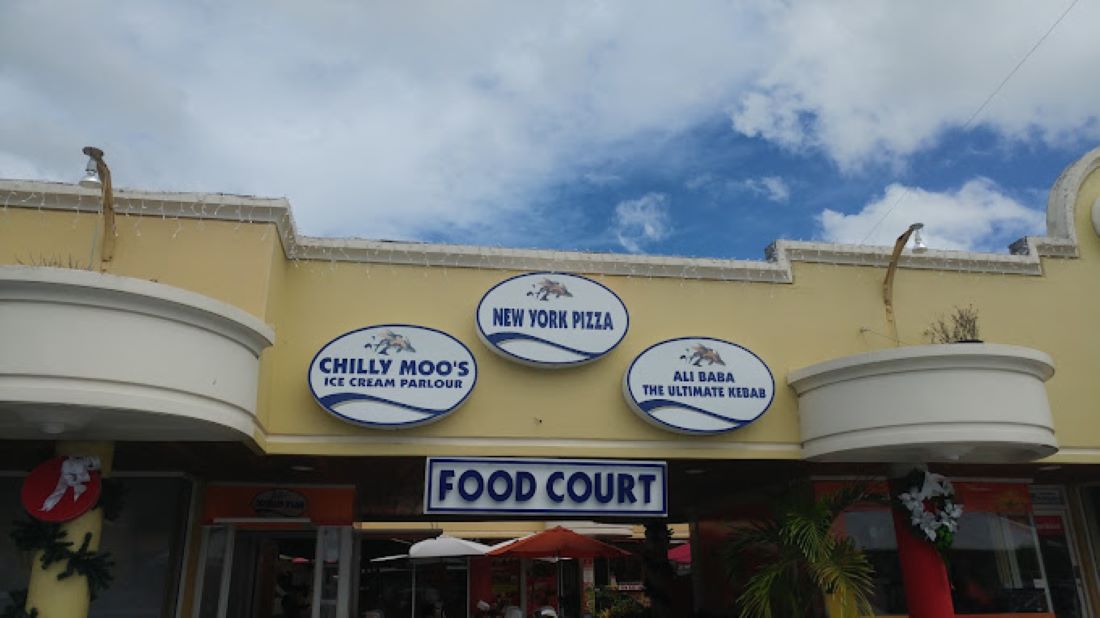 NEW YORK PIZZA
CHILLY MOO'S
ICE CREAM PARLOUR
ALI BABA
THE ULTIMATE KEBAB
FOOD COURT